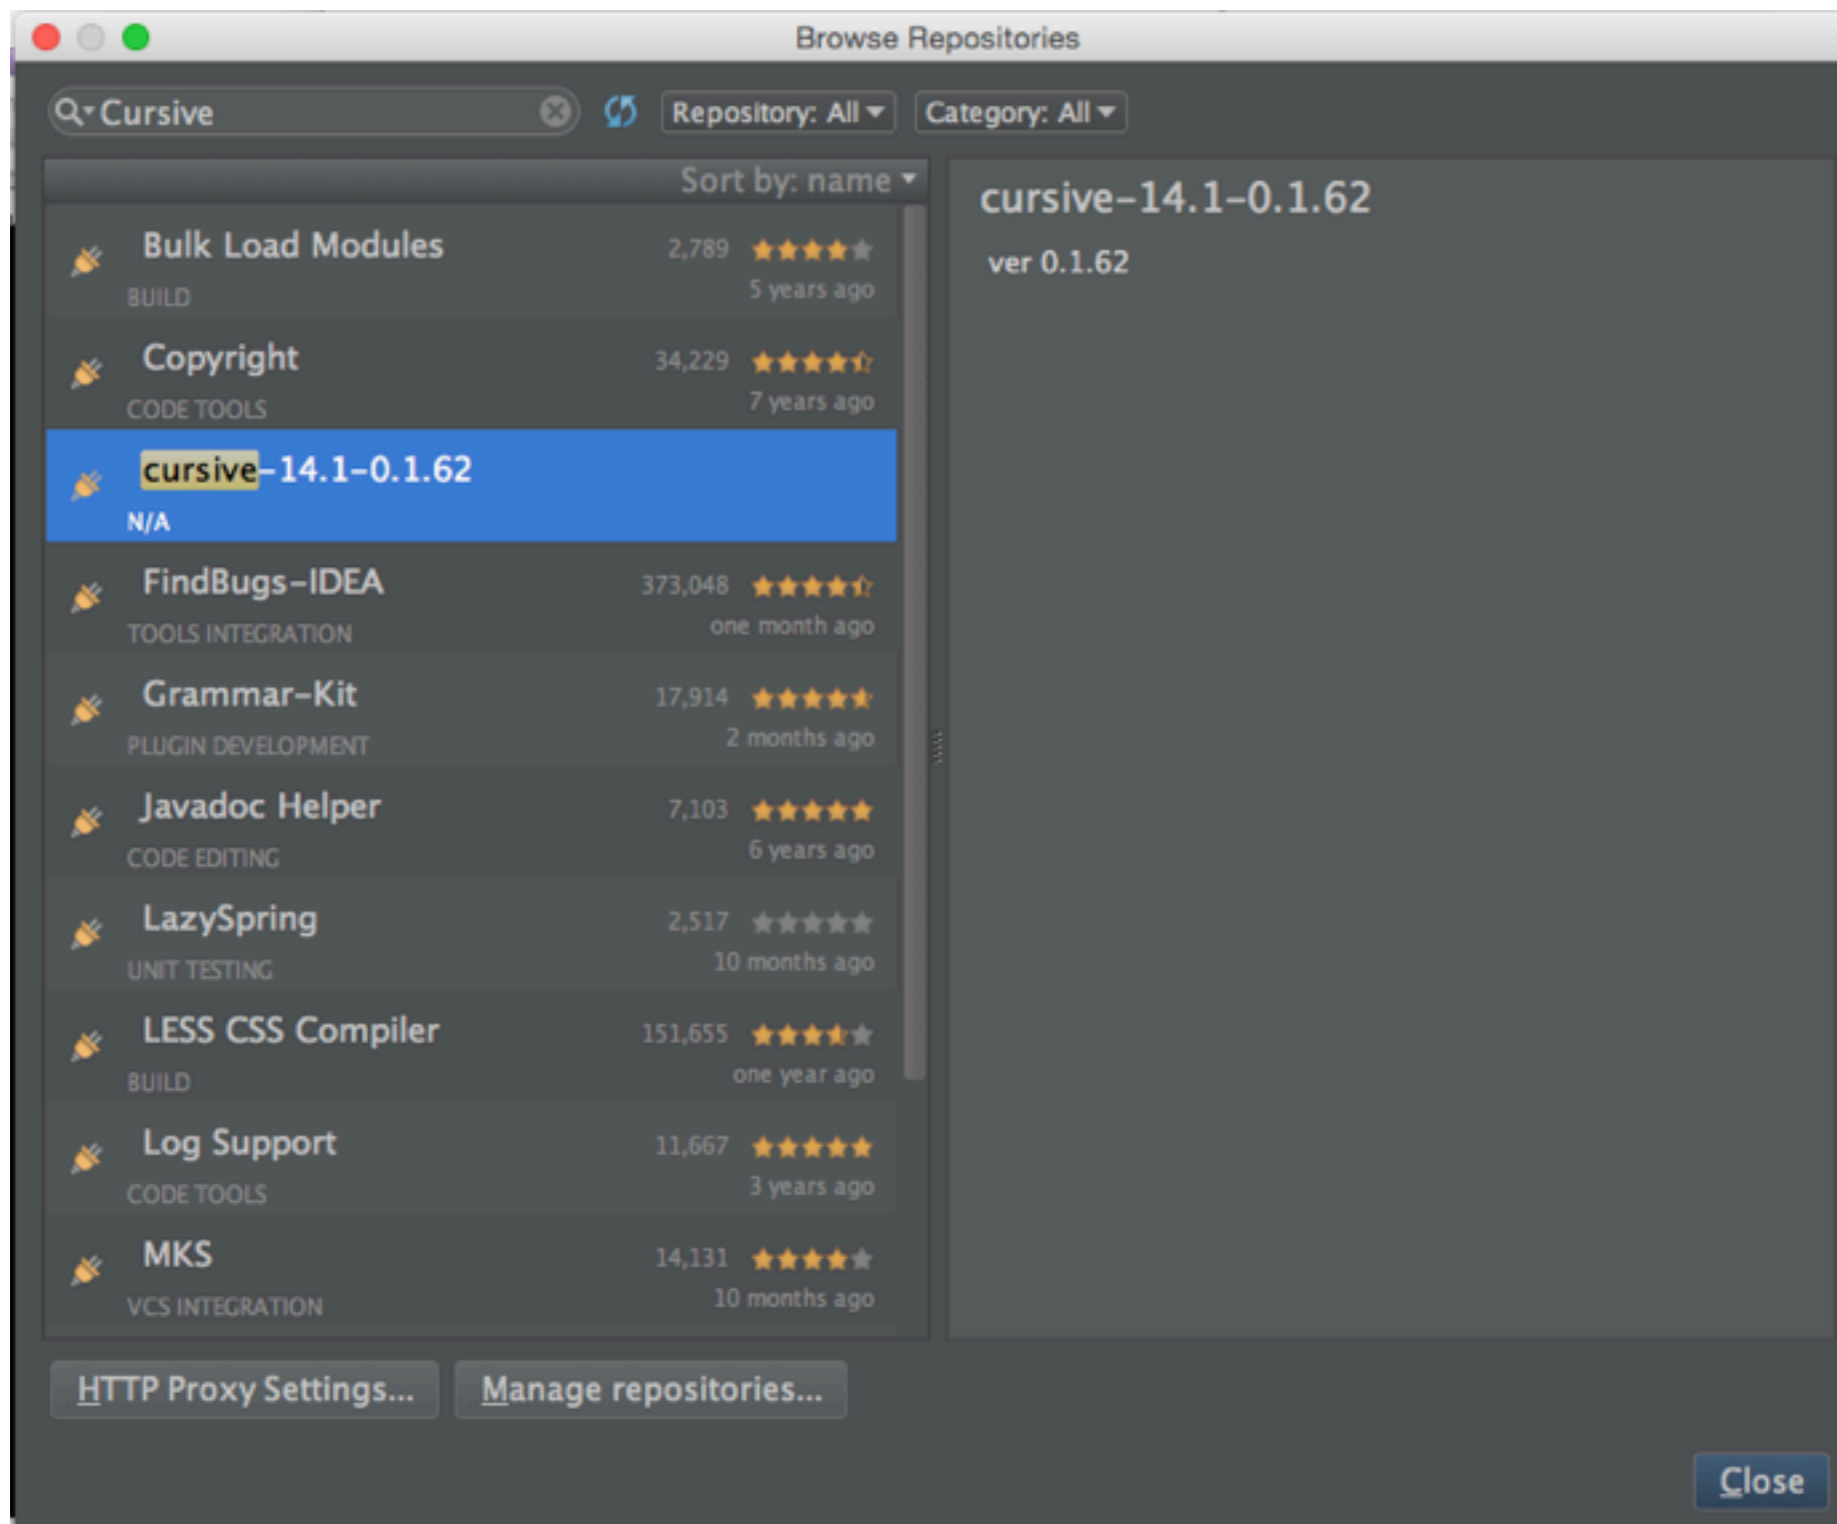 Browse Repositories
Cursive
Repository: All
Category: All
Sort by: name
Bulk Load Modules 2,789
BUILD 5 years ago
Copyright 34,229
CODE TOOLS 7 years ago
cursive-14.1-0.1.62
N/A
FindBugs-IDEA 373,048
TOOLS INTEGRATION one month ago
Grammar-Kit 17,914
PLUGIN DEVELOPMENT 2 months ago
Javadoc Helper 7,103
CODE EDITING 6 years ago
LazySpring 2,517
UNIT TESTING 10 months ago
LESS CSS Compiler 151,655
BUILD one year ago
Log Support 11,667
CODE TOOLS 3 years ago
MKS 14,131
VCS INTEGRATION 10 months ago
cursive-14.1-0.1.62
ver 0.1.62
HTTP Proxy Settings...
Manage repositories...
Close